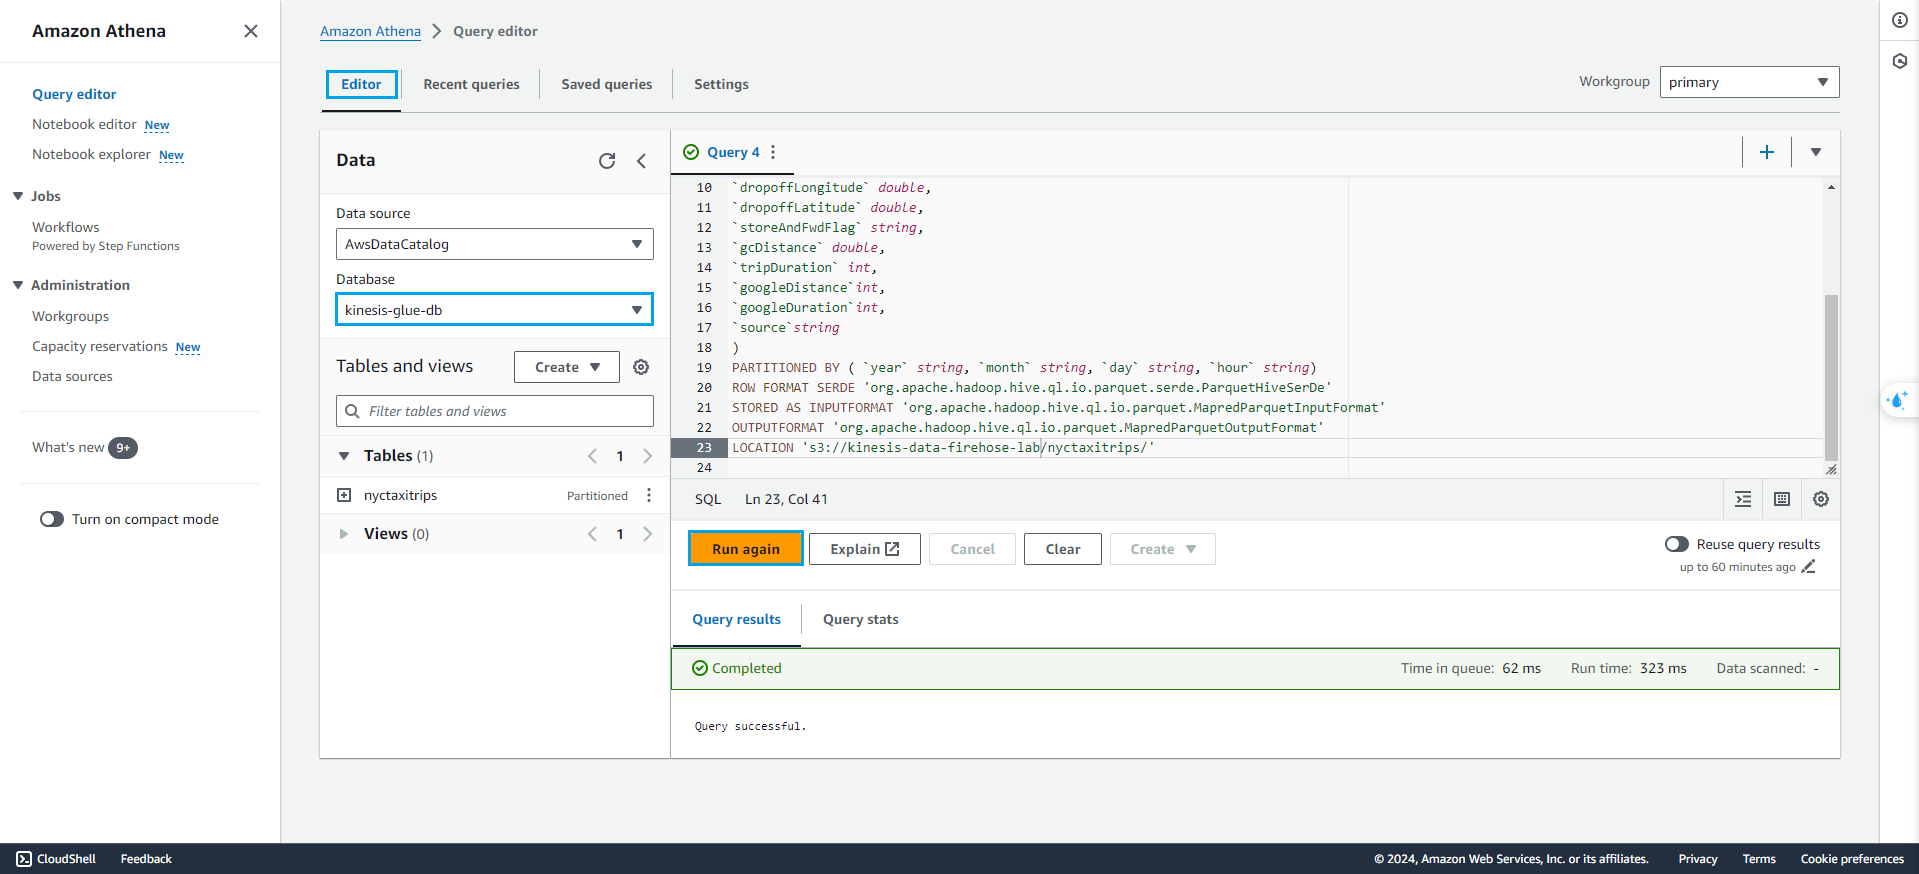 Amazon Athena
Query editor
Notebook editor New
Notebook explorer New
Jobs
Workflows
Powered by Step Functions
Administration
Workgroups
Capacity reservations New
Data sources
What's new 9+
Turn on compact mode
Amazon Athena Query editor
Editor Recent queries Saved queries Settings
Workgroup primary
Data
Data source
AwsDataCatalog
Database
kinesis-glue-db
Tables and views Create
Filter tables and views
Tables (1) 1
nyctaxitrips Partitioned
Views (0) 1
Query 4
10 `dropoffLongitude` double,
11 `dropoffLatitude` double,
12 `storeAndFwdFlag` string,
13 `gcDistance` double,
14 `tripDuration` int,
15 `googleDistance`int,
16 `googleDuration`int,
17 `source`string
18 )
19 PARTITIONED BY ( `year` string, `month` string, `day` string, `hour` string)
20 ROW FORMAT SERDE 'org.apache.hadoop.hive.ql.io.parquet.serde.ParquetHiveSerDe'
21 STORED AS INPUTFORMAT 'org.apache.hadoop.hive.ql.io.parquet.MapredParquetInputFormat'
22 OUTPUTFORMAT 'org.apache.hadoop.hive.ql.io.parquet.MapredParquetOutputFormat'
23 LOCATION 's3://kinesis-data-firehose-lab/nyctaxitrips/'
24
SQL Ln 23, Col 41
Run again Explain Cancel Clear Create
Reuse query results
up to 60 minutes ago
Query results Query stats
Completed Time in queue: 62 ms Run time: 323 ms Data scanned: -
Query successful.
CloudShell Feedback © 2024, Amazon Web Services, Inc. or its affiliates. Privacy Terms Cookie preferences